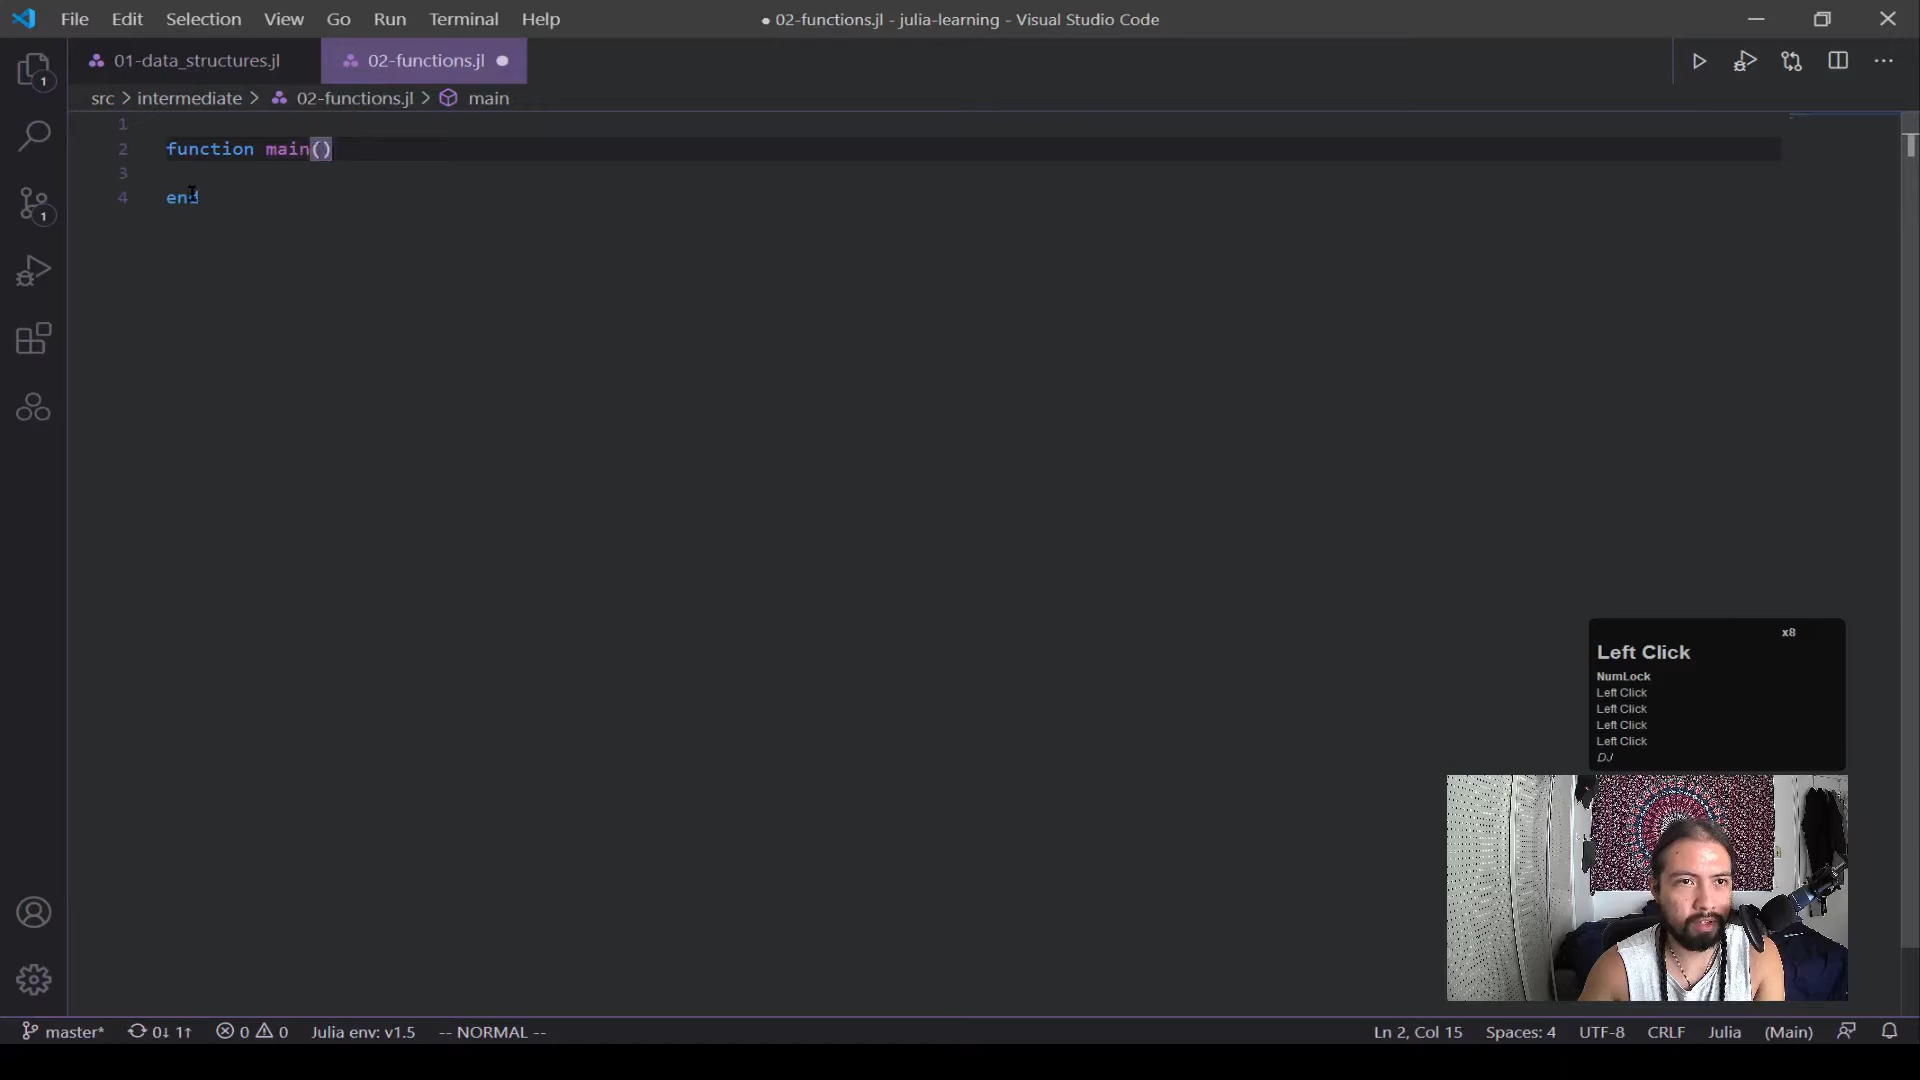 File Edit Selection View Go Run Terminal Help
● 02-functions.jl - julia-learning - Visual Studio Code
01-data_structures.jl
02-functions.jl ●
src > intermediate > 02-functions.jl > main
1
2 function main()
3
4 end
1
1
x8
Left Click
NumLock
Left Click
Left Click
Left Click
Left Click
DJ
master* 0↓ 1↑ 0 0 Julia env: v1.5 -- NORMAL --
Ln 2, Col 15 Spaces: 4 UTF-8 CRLF Julia (Main)